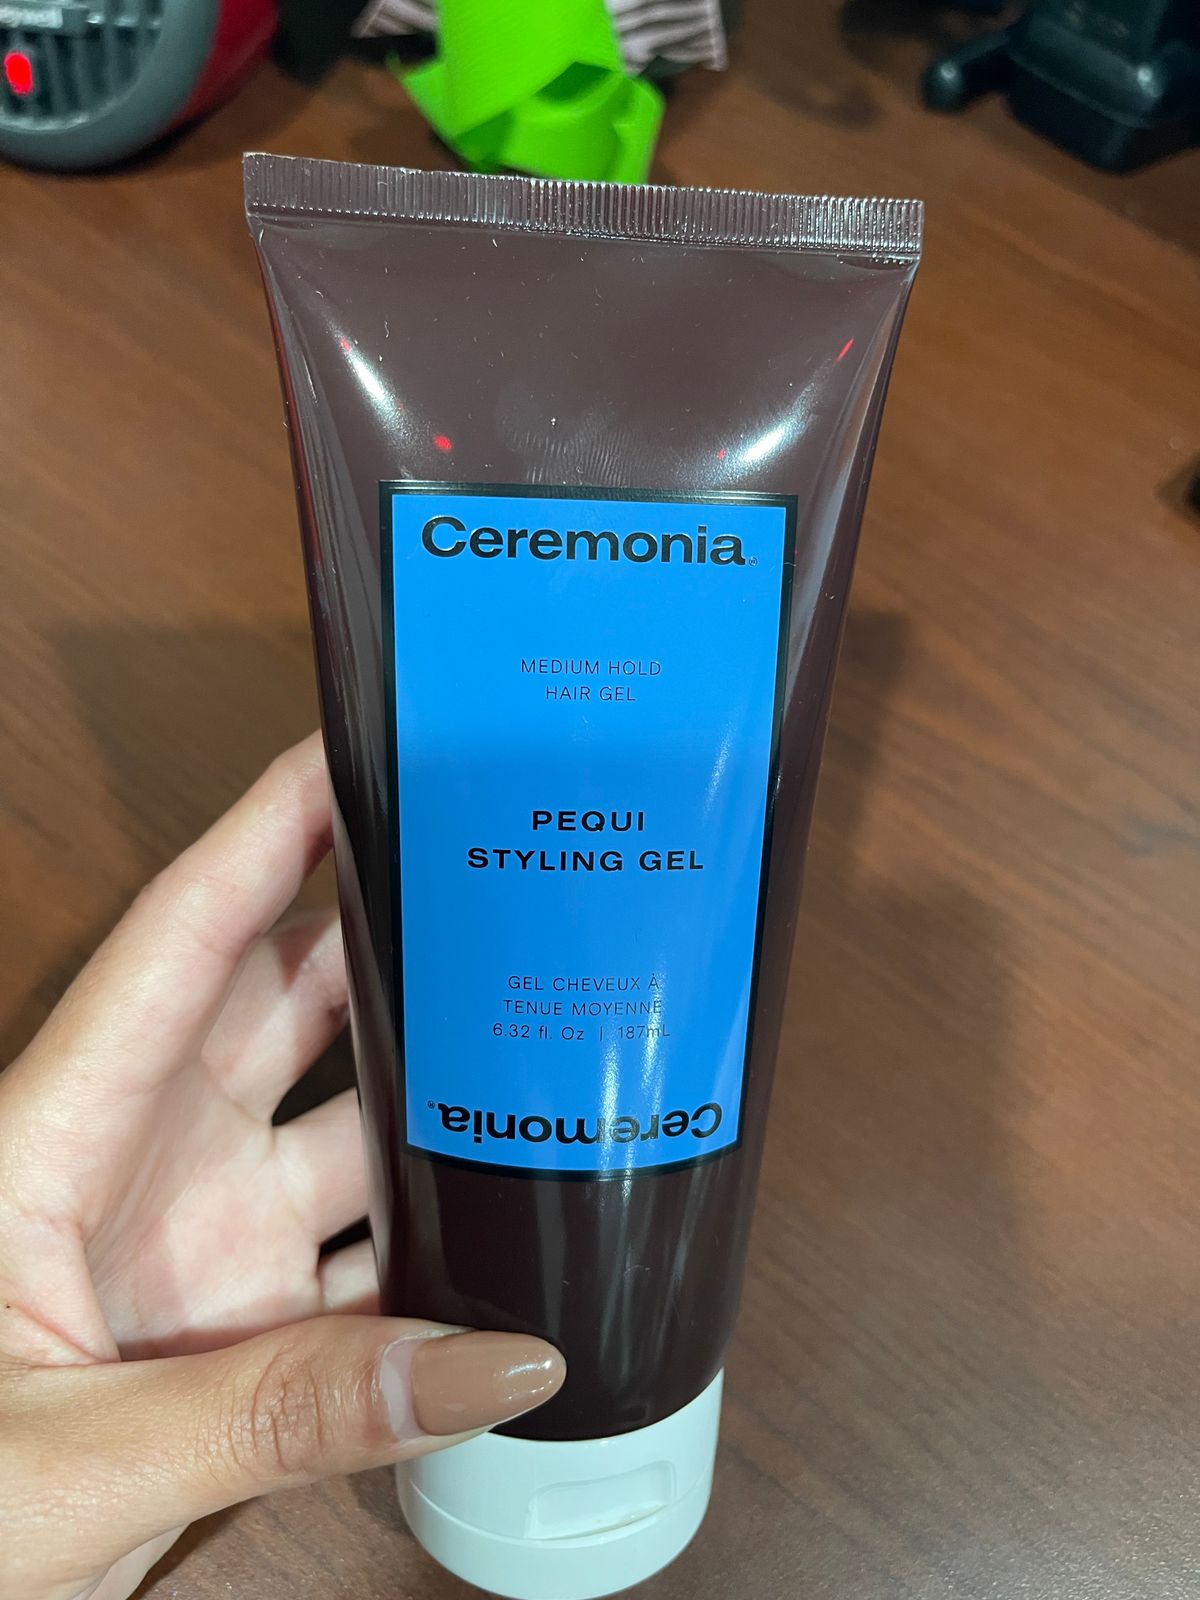 Ceremonia®
MEDIUM HOLD
HAIR GEL
PEQUI
STYLING GEL
GEL CHEVEUX À
TENUE MOYENNE
6.32 fl. Oz | 187mL
Ceremonia®